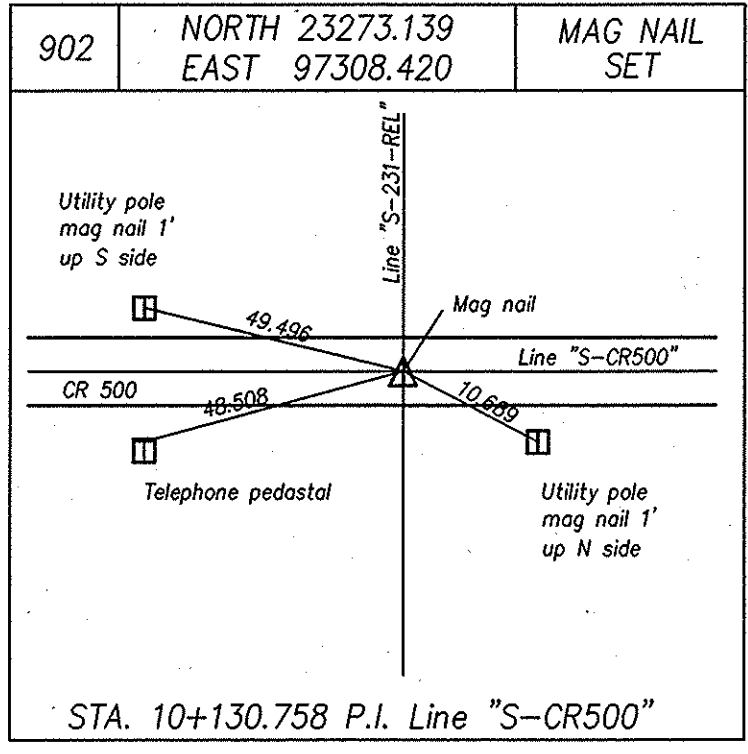 902
NORTH 23273.139
EAST 97308.420
MAG NAIL
SET
Line "S-231-REL"
Utility pole
mag nail 1'
up S side
49.496
Mag nail
Line "S-CR500"
CR 500
48.508
10.689
Telephone pedastal
Utility pole
mag nail 1'
up N side
STA. 10+130.758 P.I. Line "S-CR500"